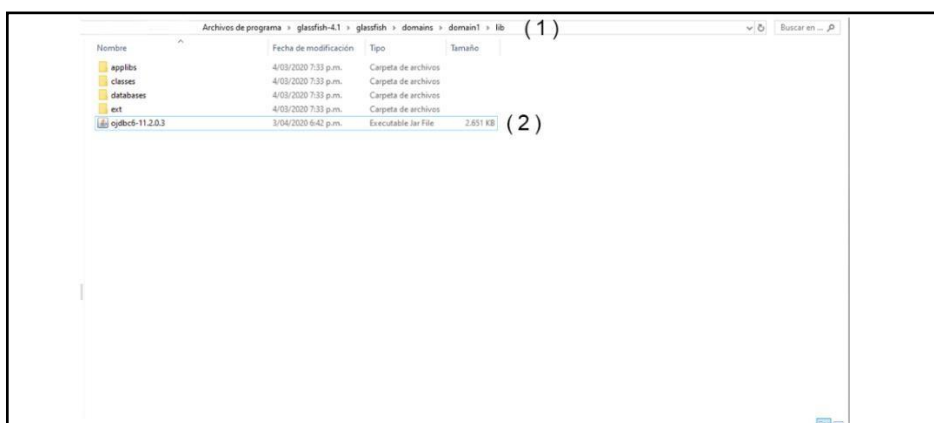 Archivos de programa > glassfish-4.1 > glassfish > domains > domain1 > lib (1) Buscar en ...
Nombre Fecha de modificación Tipo Tamaño
applibs 4/03/2020 7:33 p.m. Carpeta de archivos
classes 4/03/2020 7:33 p.m. Carpeta de archivos
databases 4/03/2020 7:33 p.m. Carpeta de archivos
ext 4/03/2020 7:33 p.m. Carpeta de archivos
ojdbc6-11.2.0.3 3/04/2020 6:42 p.m. Executable Jar File 2.651 KB (2)